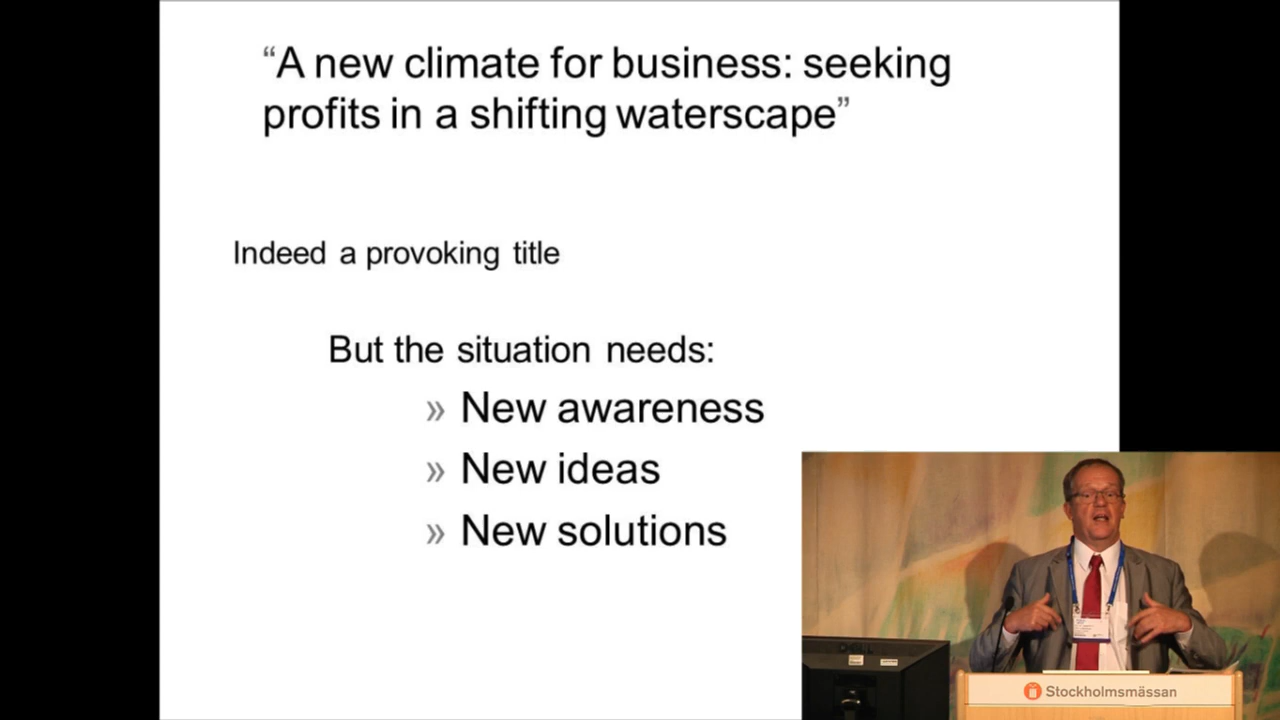 “A new climate for business: seeking
profits in a shifting waterscape”
Indeed a provoking title
But the situation needs:
» New awareness
» New ideas
» New solutions
DELL
Stockholmsmässan